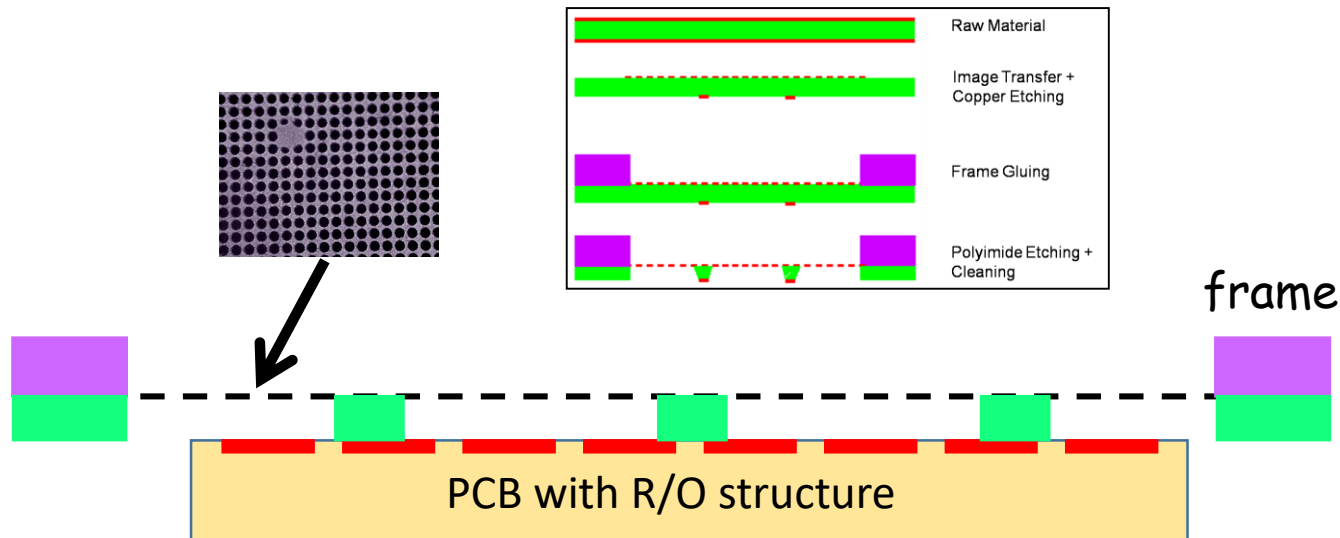 Raw Material
Image Transfer +
Copper Etching
Frame Gluing
Polyimide Etching +
Cleaning
frame
PCB with R/O structure